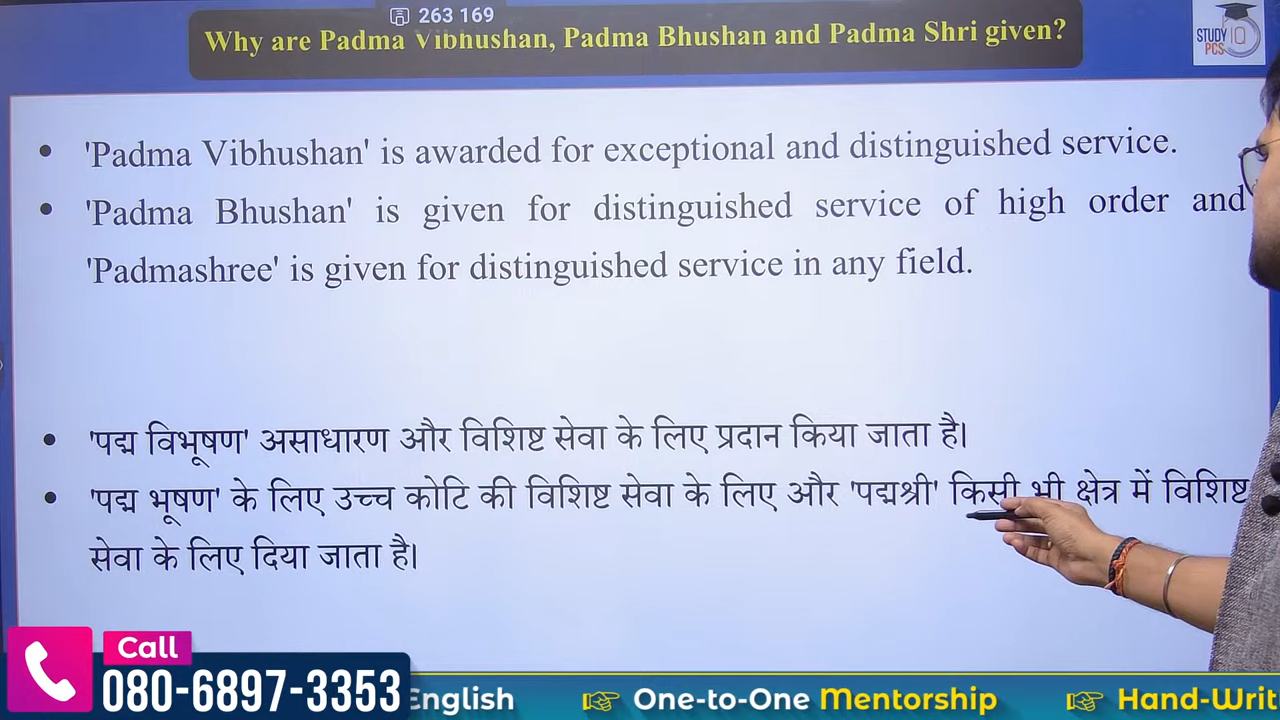 263 169
Why are Padma Vibhushan, Padma Bhushan and Padma Shri given?
STUDY IQ
PCS
• 'Padma Vibhushan' is awarded for exceptional and distinguished service.
• 'Padma Bhushan' is given for distinguished service of high order and
'Padmashree' is given for distinguished service in any field.
• 'पद्म विभूषण' असाधारण और विशिष्ट सेवा के लिए प्रदान किया जाता है।
• 'पद्म भूषण' के लिए उच्च कोटि की विशिष्ट सेवा के लिए और 'पद्मश्री' किसी भी क्षेत्र में विशिष्ट
सेवा के लिए दिया जाता है।
Call
080-6897-3353
English One-to-One Mentorship Hand-Writ